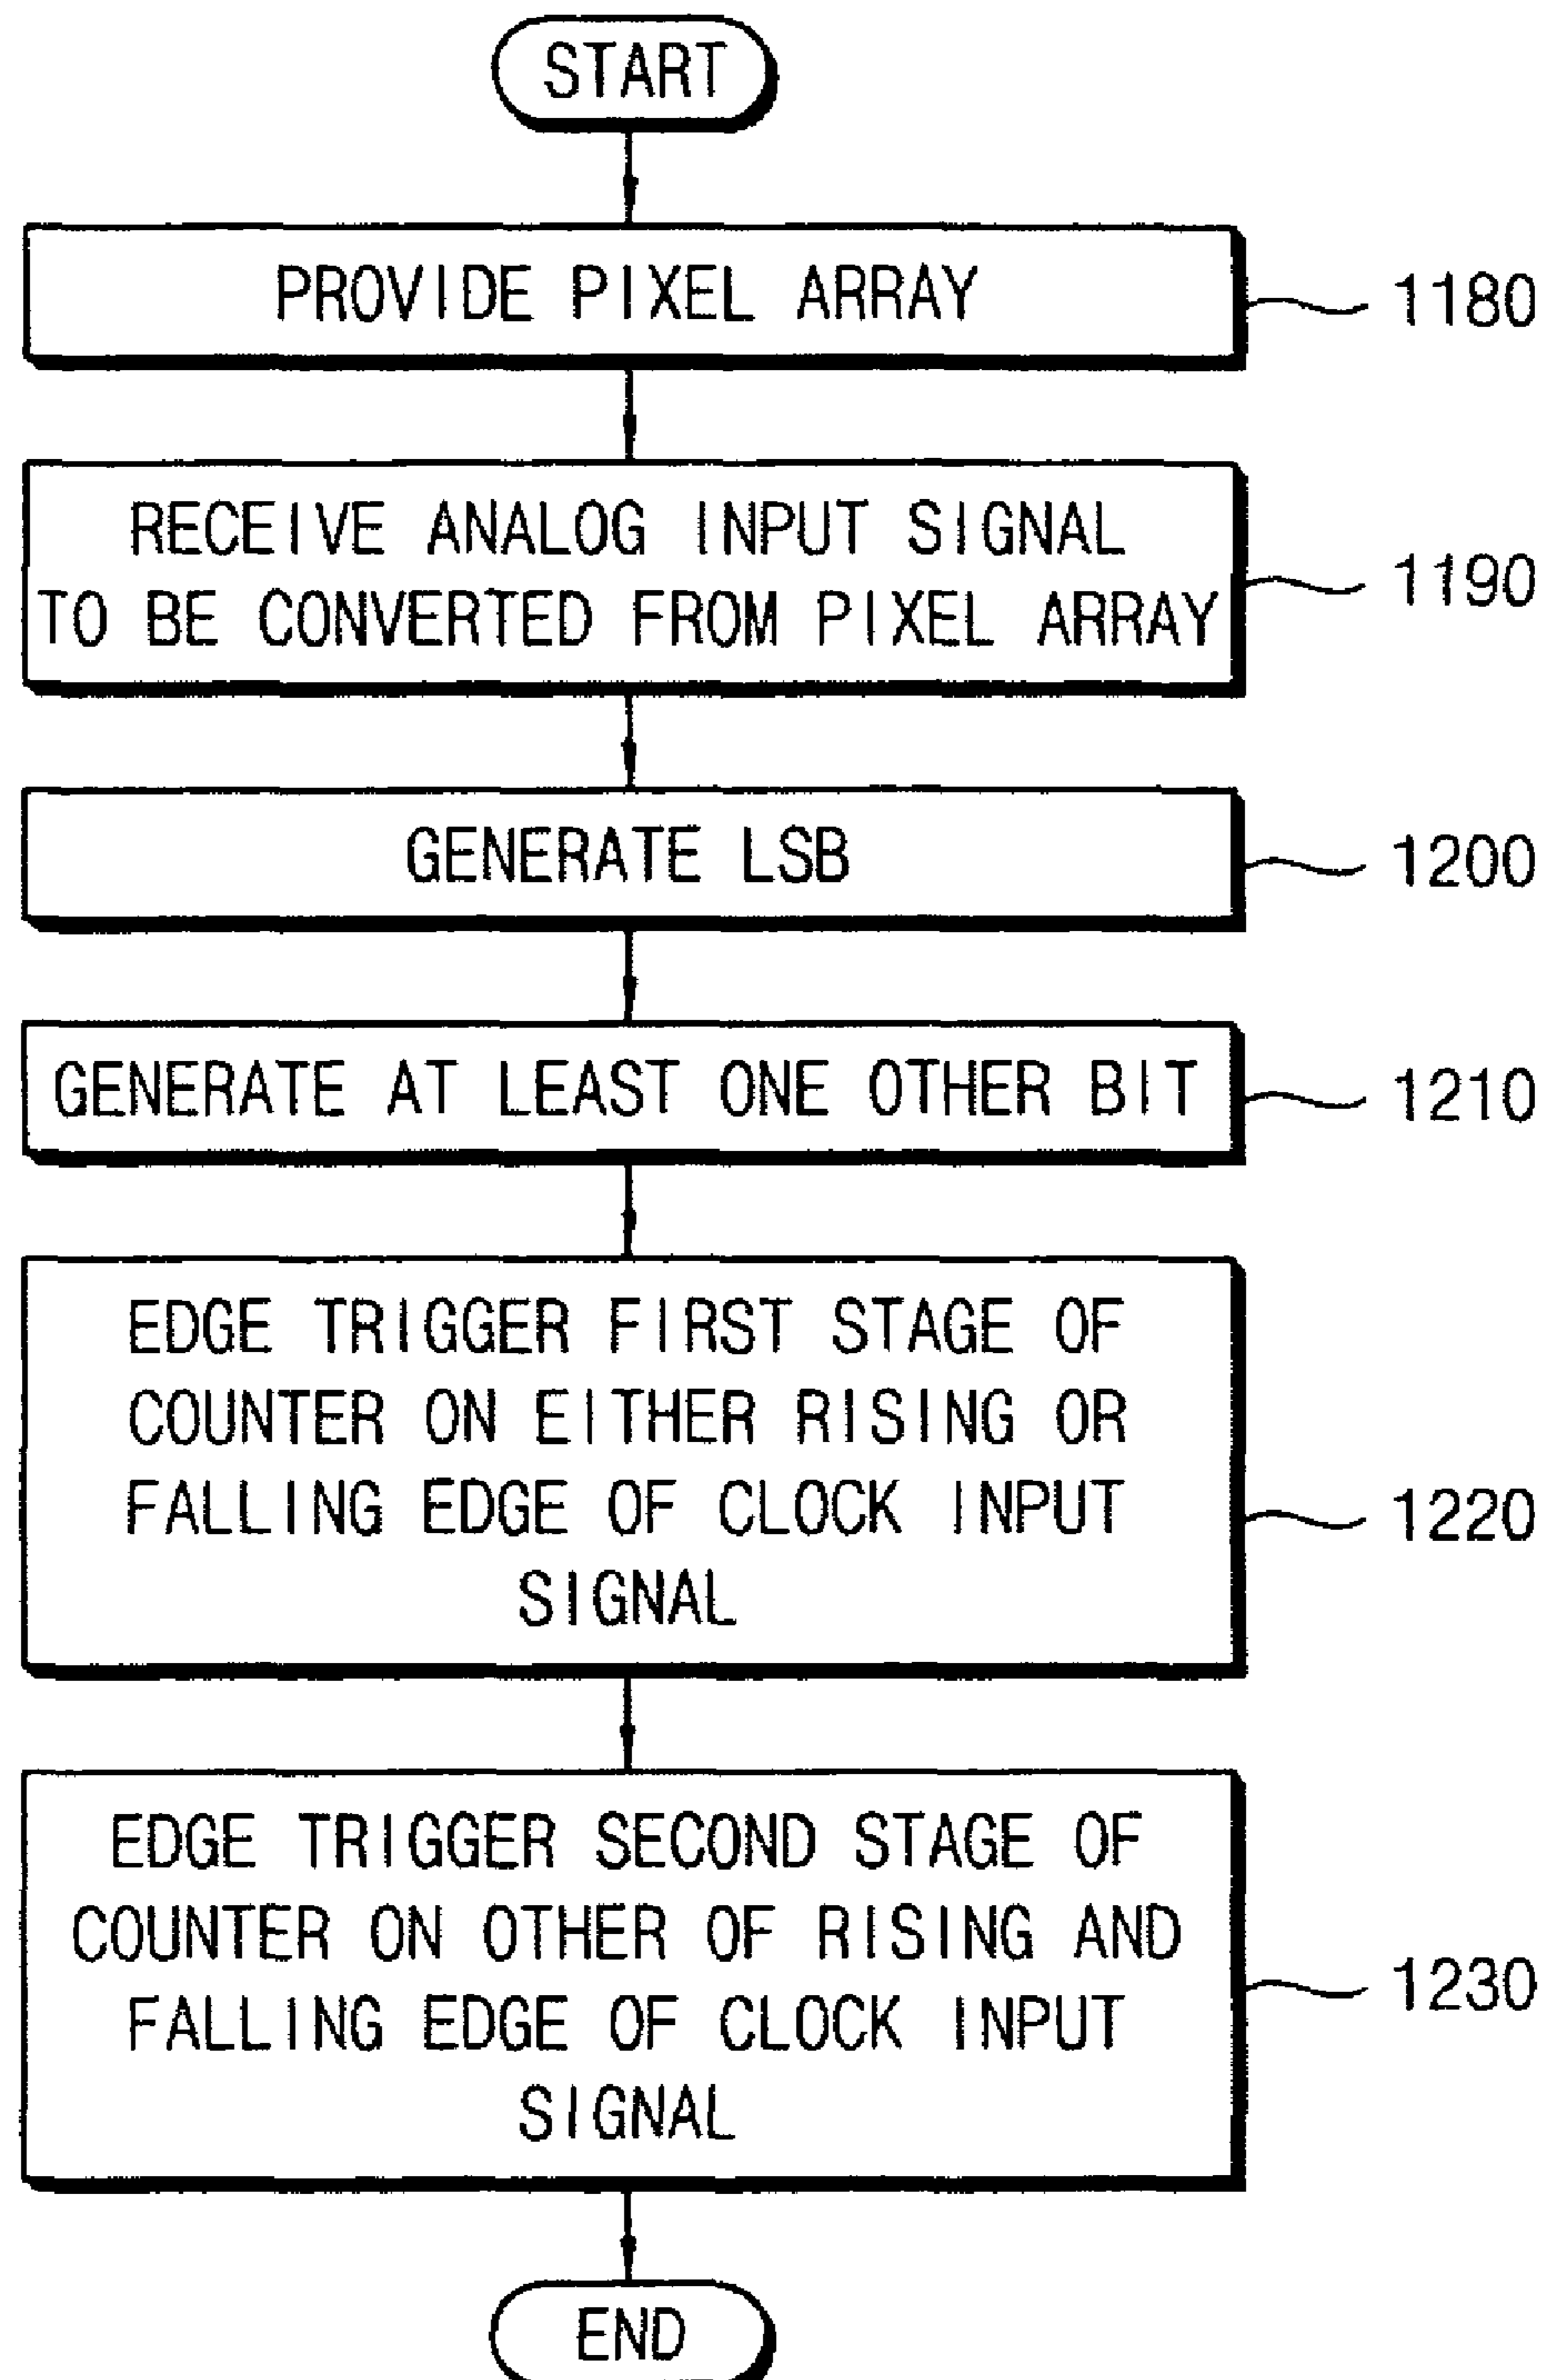 START
PROVIDE PIXEL ARRAY
1180
RECEIVE ANALOG INPUT SIGNAL
TO BE CONVERTED FROM PIXEL ARRAY
1190
GENERATE LSB
1200
GENERATE AT LEAST ONE OTHER BIT
1210
EDGE TRIGGER FIRST STAGE OF
COUNTER ON EITHER RISING OR
FALLING EDGE OF CLOCK INPUT
SIGNAL
1220
EDGE TRIGGER SECOND STAGE OF
COUNTER ON OTHER OF RISING AND
FALLING EDGE OF CLOCK INPUT
SIGNAL
1230
END